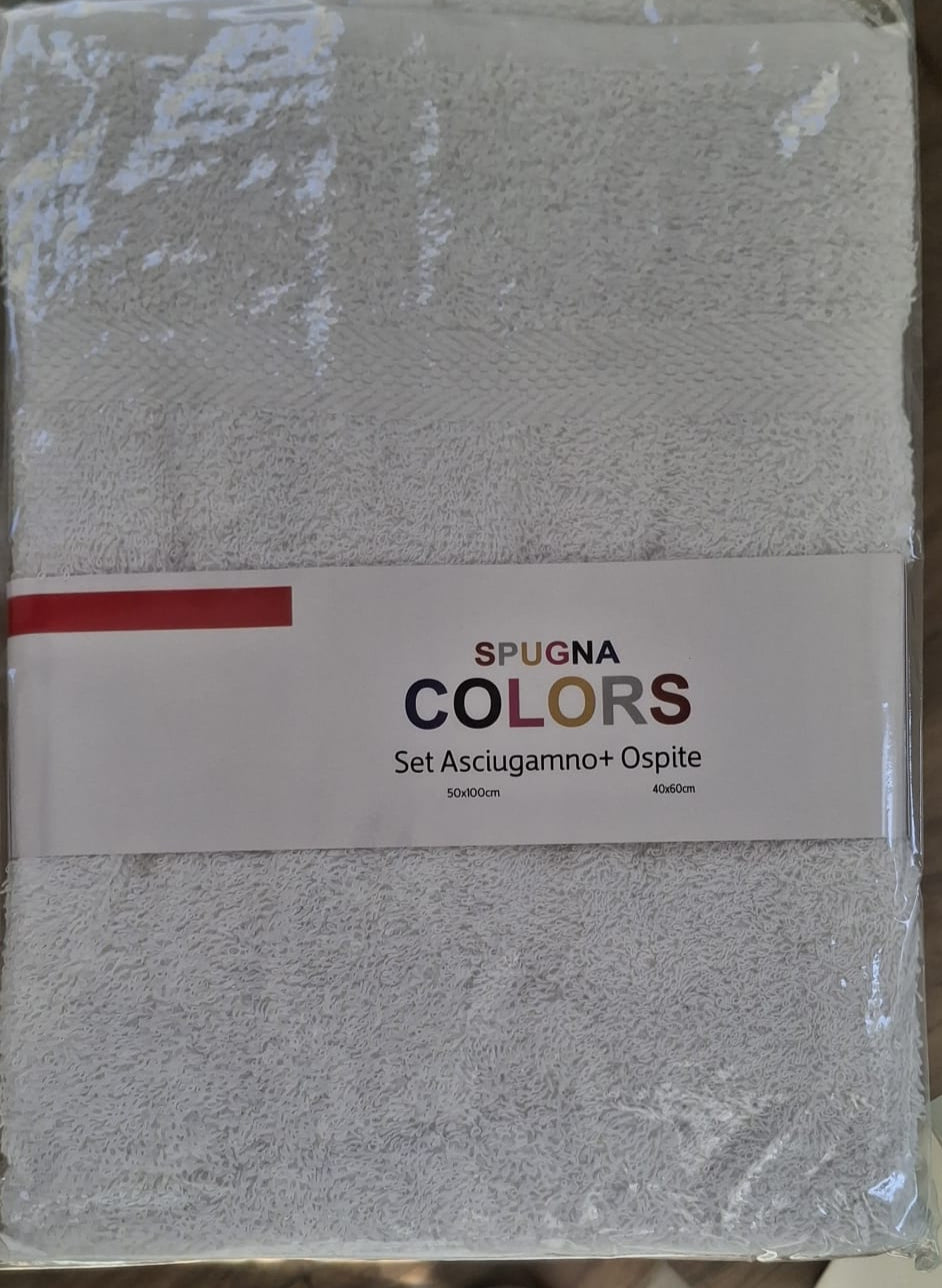 SPUGNA
COLORS
Set Asciugamno+ Ospite
50x100cm 40x60cm